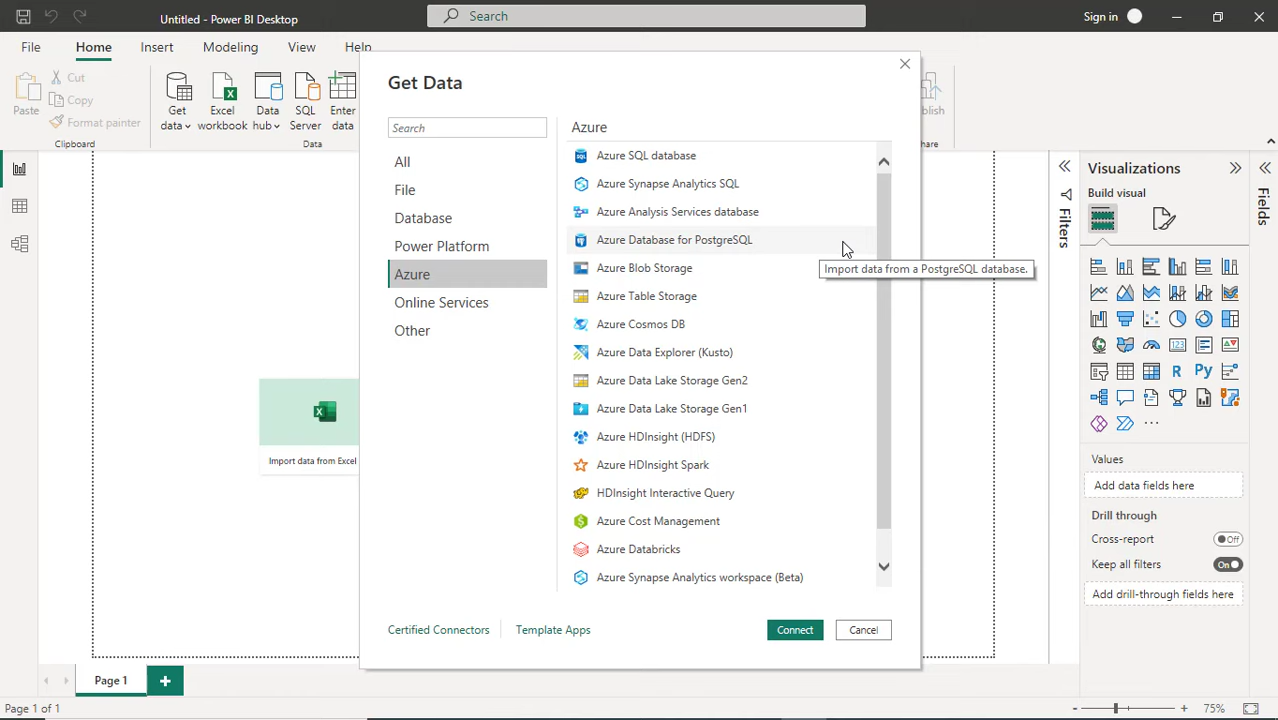 Untitled - Power BI Desktop
Search
Sign in
File
Home
Insert
Modeling
View
Help
Paste
Cut
Copy
Format painter
Clipboard
Get
data
Excel
workbook
Data
hub
SQL
Server
Enter
data
Data
blish
hare
Get Data
Search
All
File
Database
Power Platform
Azure
Online Services
Other
Azure
Azure SQL database
Azure Synapse Analytics SQL
Azure Analysis Services database
Azure Database for PostgreSQL
Azure Blob Storage
Import data from a PostgreSQL database.
Azure Table Storage
Azure Cosmos DB
Azure Data Explorer (Kusto)
Azure Data Lake Storage Gen2
Azure Data Lake Storage Gen1
Azure HDInsight (HDFS)
Azure HDInsight Spark
HDInsight Interactive Query
Azure Cost Management
Azure Databricks
Azure Synapse Analytics workspace (Beta)
Certified Connectors
Template Apps
Connect
Cancel
Import data from Excel
Filters
Visualizations
Build visual
123
R
Py
Values
Add data fields here
Drill through
Cross-report
Off
Keep all filters
On
Add drill-through fields here
Fields
Page 1
Page 1 of 1
75%